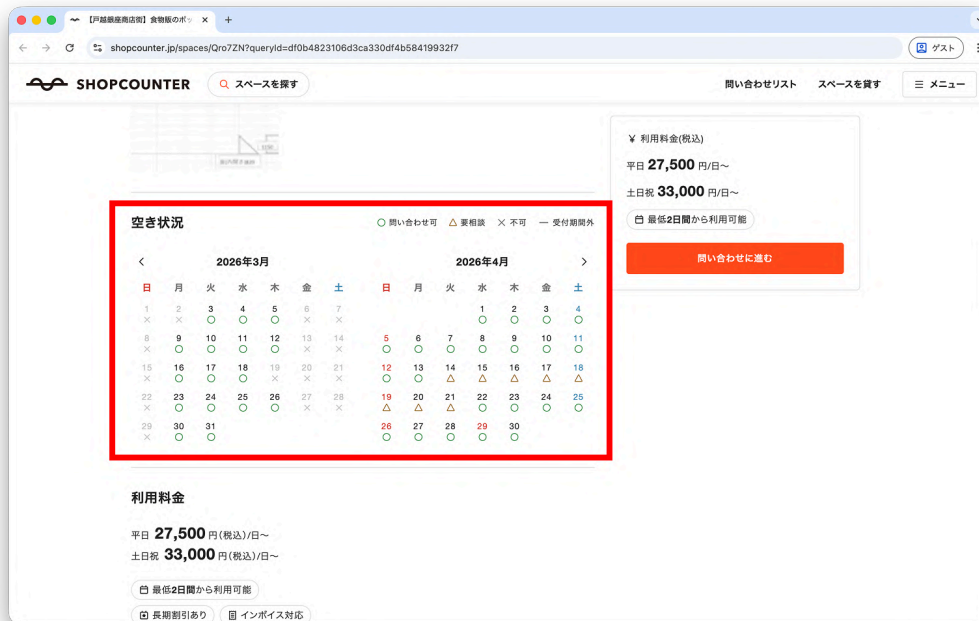 【戸越銀座商店街】食物販のポッ
shopcounter.jp/spaces/Qro7ZN?queryId=df0b4823106d3ca330df4b58419932f7
ゲスト
SHOPCOUNTER
スペースを探す
問い合わせリスト
スペースを貸す
メニュー
¥ 利用料金(税込)
平日 27,500 円/日〜
土日祝 33,000 円/日〜
最低2日間から利用可能
問い合わせに進む
空き状況
○ 問い合わせ可 △ 要相談 × 不可 — 受付期間外
2026年3月
日 月 火 水 木 金 土
1 2 3 4 5 6 7
× × ○ ○ ○ × ×
8 9 10 11 12 13 14
× ○ ○ ○ ○ × ×
15 16 17 18 19 20 21
× ○ ○ ○ × × ×
22 23 24 25 26 27 28
× ○ ○ ○ ○ × ×
29 30 31
× ○ ○
2026年4月
日 月 火 水 木 金 土
1 2 3 4
○ ○ ○ ○
5 6 7 8 9 10 11
○ ○ ○ ○ ○ ○ ○
12 13 14 15 16 17 18
○ ○ △ △ △ △ △
19 20 21 22 23 24 25
△ △ △ ○ ○ ○ ○
26 27 28 29 30
○ ○ ○ ○ ○
利用料金
平日 27,500 円(税込)/日〜
土日祝 33,000 円(税込)/日〜
最低2日間から利用可能
長期割引あり
インボイス対応